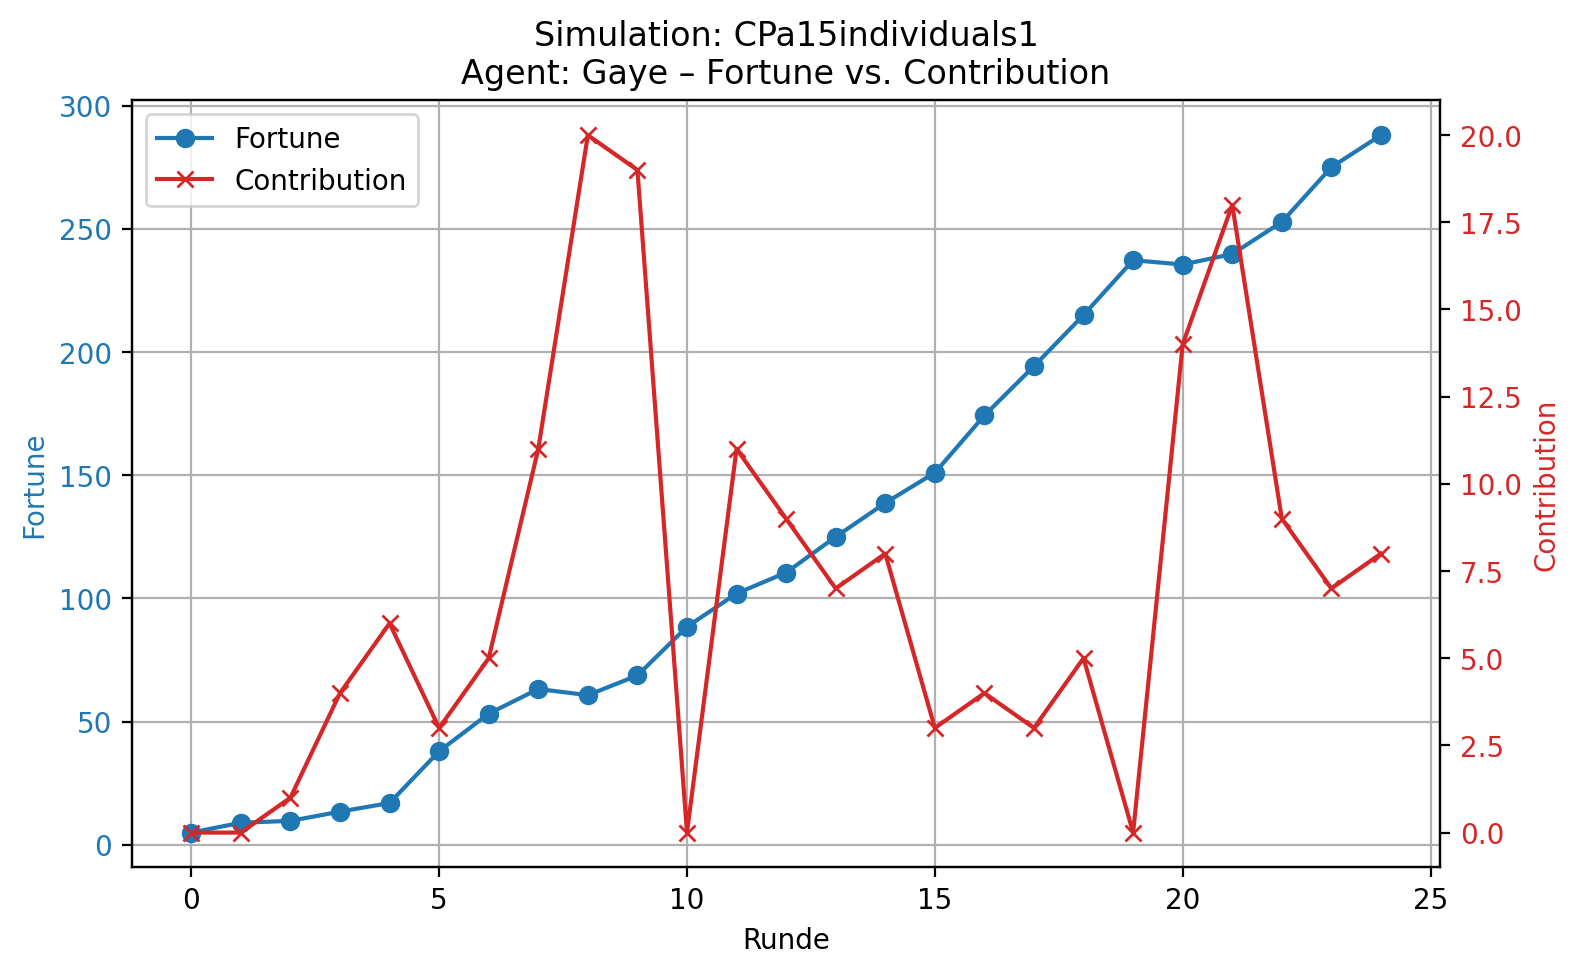 Simulation: CPa15individuals1
Agent: Gaye – Fortune vs. Contribution
Fortune
Contribution
300
250
200
150
100
50
0
Fortune
20.0
17.5
15.0
12.5
10.0
7.5
5.0
2.5
0.0
Contribution
0 5 10 15 20 25
Runde